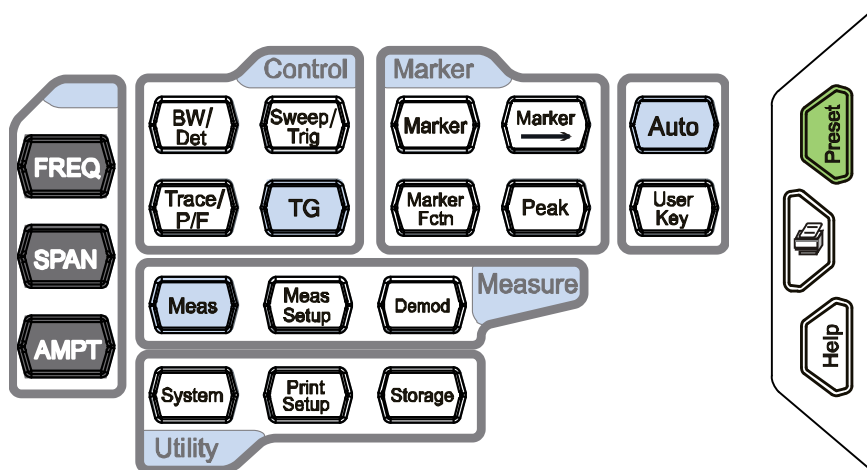 Control
Marker
BW/
Det
Sweep/
Trig
Marker
Marker
Auto
Preset
FREQ
Trace/
P/F
TG
Marker
Fctn
Peak
User
Key
SPAN
Meas
Meas
Setup
Demod
Measure
AMPT
Help
System
Print
Setup
Storage
Utility